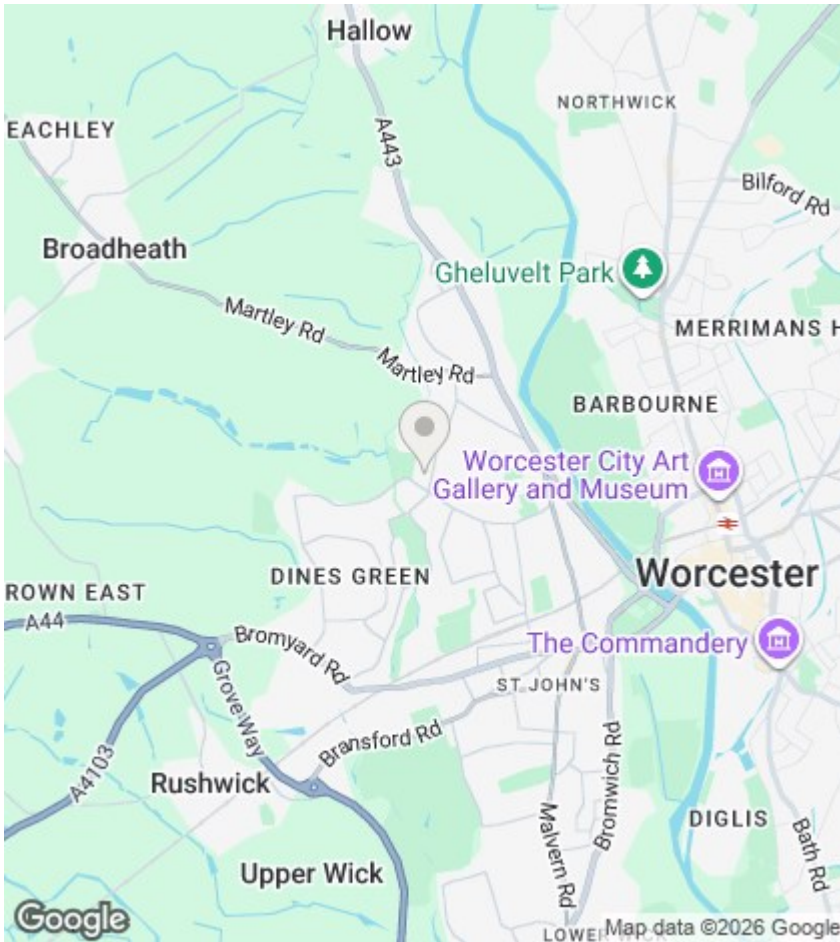 Hallow
NORTHWICK
EACHLEY
A443
Bilford Rd
Broadheath
Gheluvelt Park
Martley Rd
MERRIMANS H
Martley Rd
BARBOURNE
Worcester City Art
Gallery and Museum
DINES GREEN
Worcester
ROWN EAST
A44
Bromyard Rd
The Commandery
ST JOHN'S
Grove Way
Bransford Rd
A4103
Rushwick
Bromwich Rd
Malvern Rd
DIGLIS
Bath Rd
Upper Wick
Google
LOWER
Map data ©2026 Google